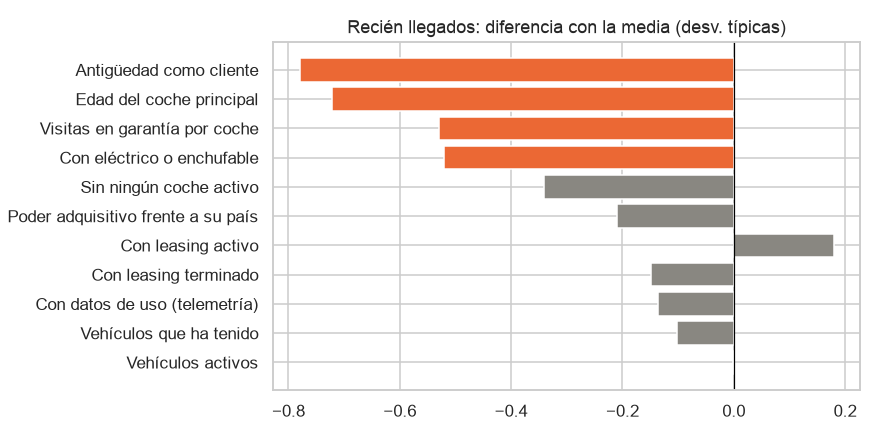 Recién llegados: diferencia con la media (desv. típicas)
Antigüedad como cliente
Edad del coche principal
Visitas en garantía por coche
Con eléctrico o enchufable
Sin ningún coche activo
Poder adquisitivo frente a su país
Con leasing activo
Con leasing terminado
Con datos de uso (telemetría)
Vehículos que ha tenido
Vehículos activos
−0.8 −0.6 −0.4 −0.2 0.0 0.2